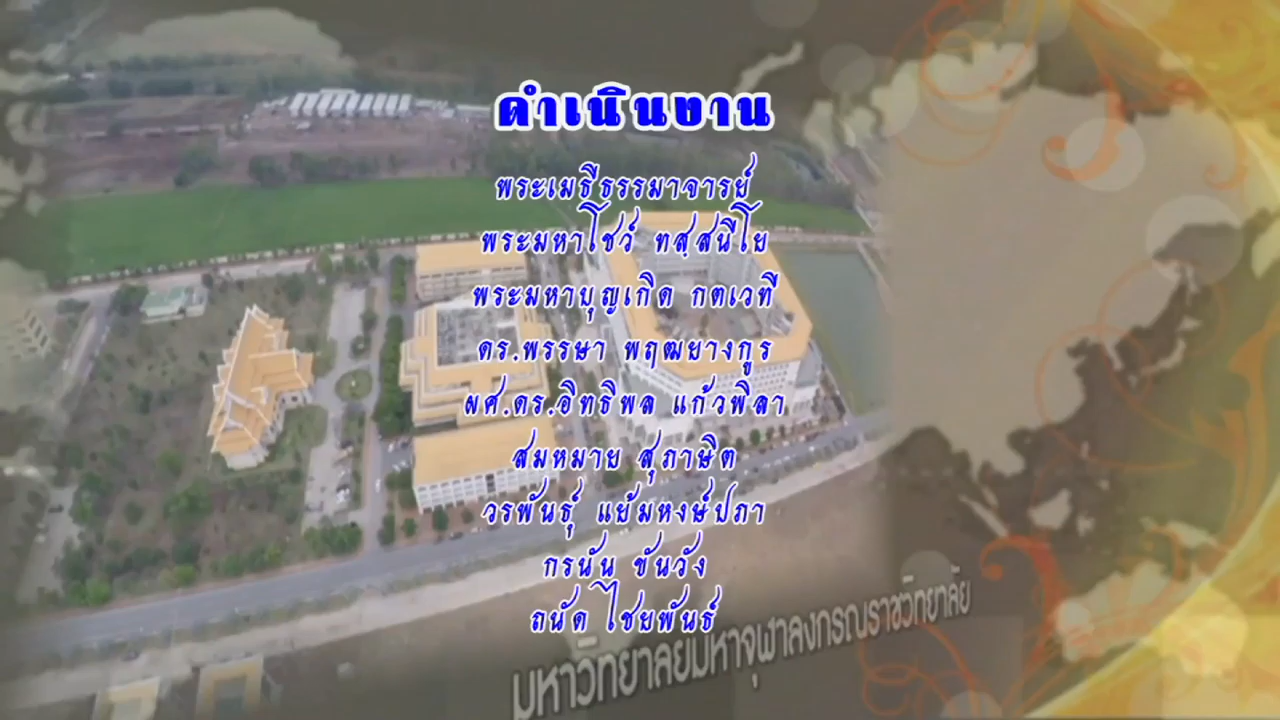 ดำเนินงาน
พระเมธีธรรมาจารย์
พระมหาโชว์ ทสฺสนีโย
พระมหาบุญเกิด กตเวที
ดร.พรรษา พฤฒยางกูร
ผศ.ดร.อิทธิพล แก้วพิลา
สมหมาย สุภาษิต
วรพันธุ์ แย้มหงษ์ปภา
กรนัน ขันวัง
ถนัด ไชยพันธ์
มหาวิทยาลัยมหาจุฬาลงกรณราชวิทยาลัย